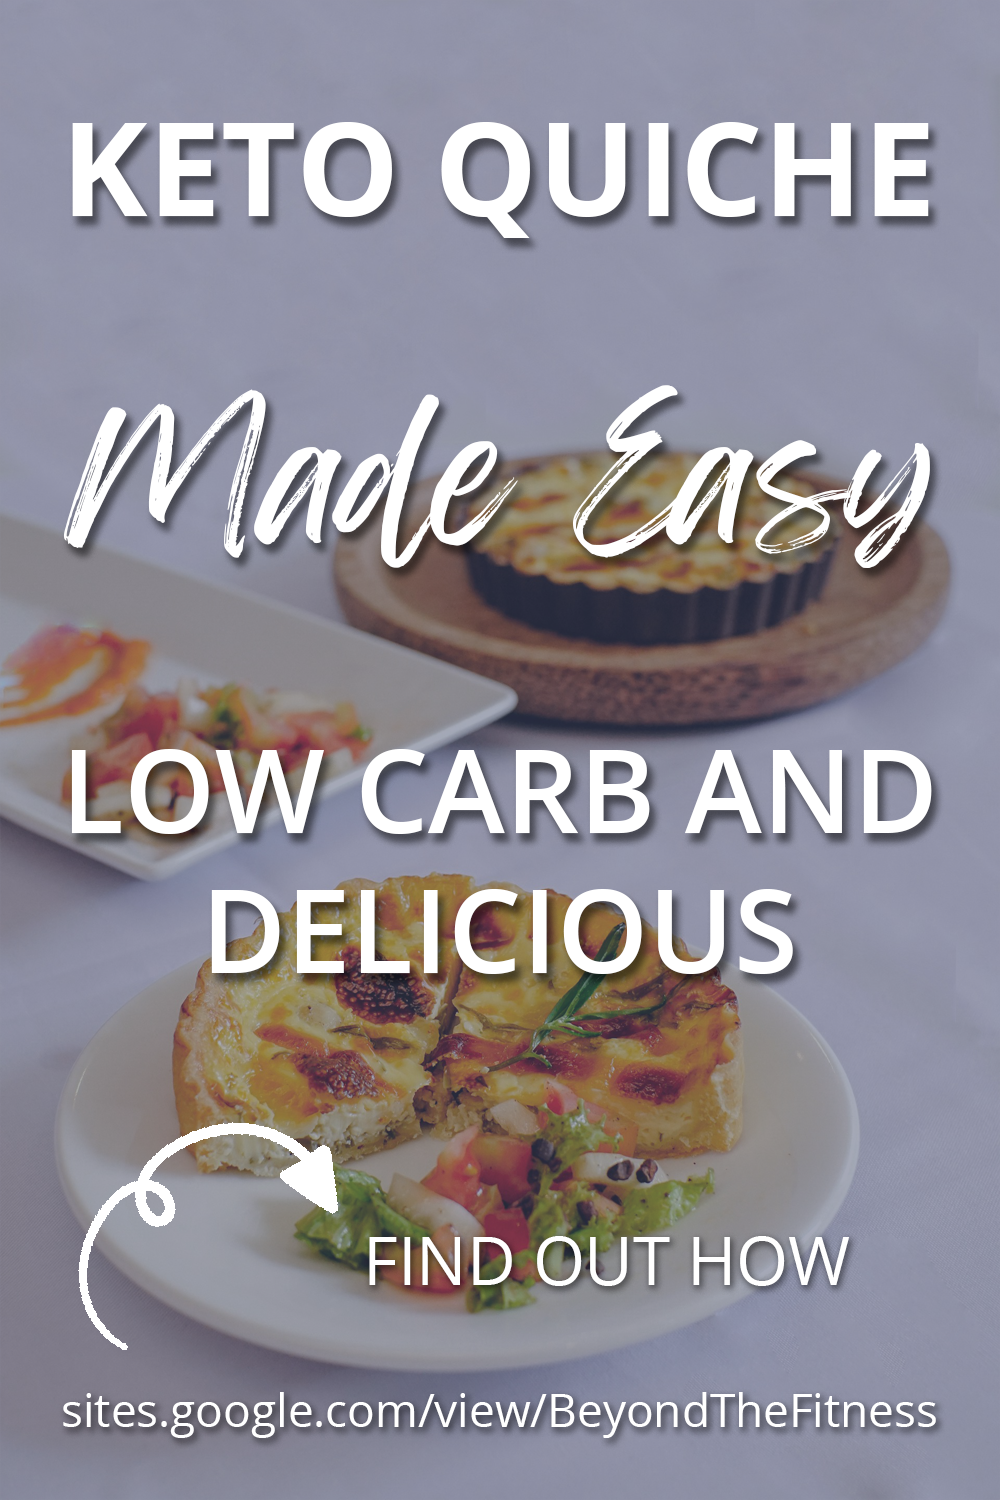 KETO QUICHE
Made Easy
LOW CARB AND
DELICIOUS
FIND OUT HOW
sites.google.com/view/BeyondTheFitness